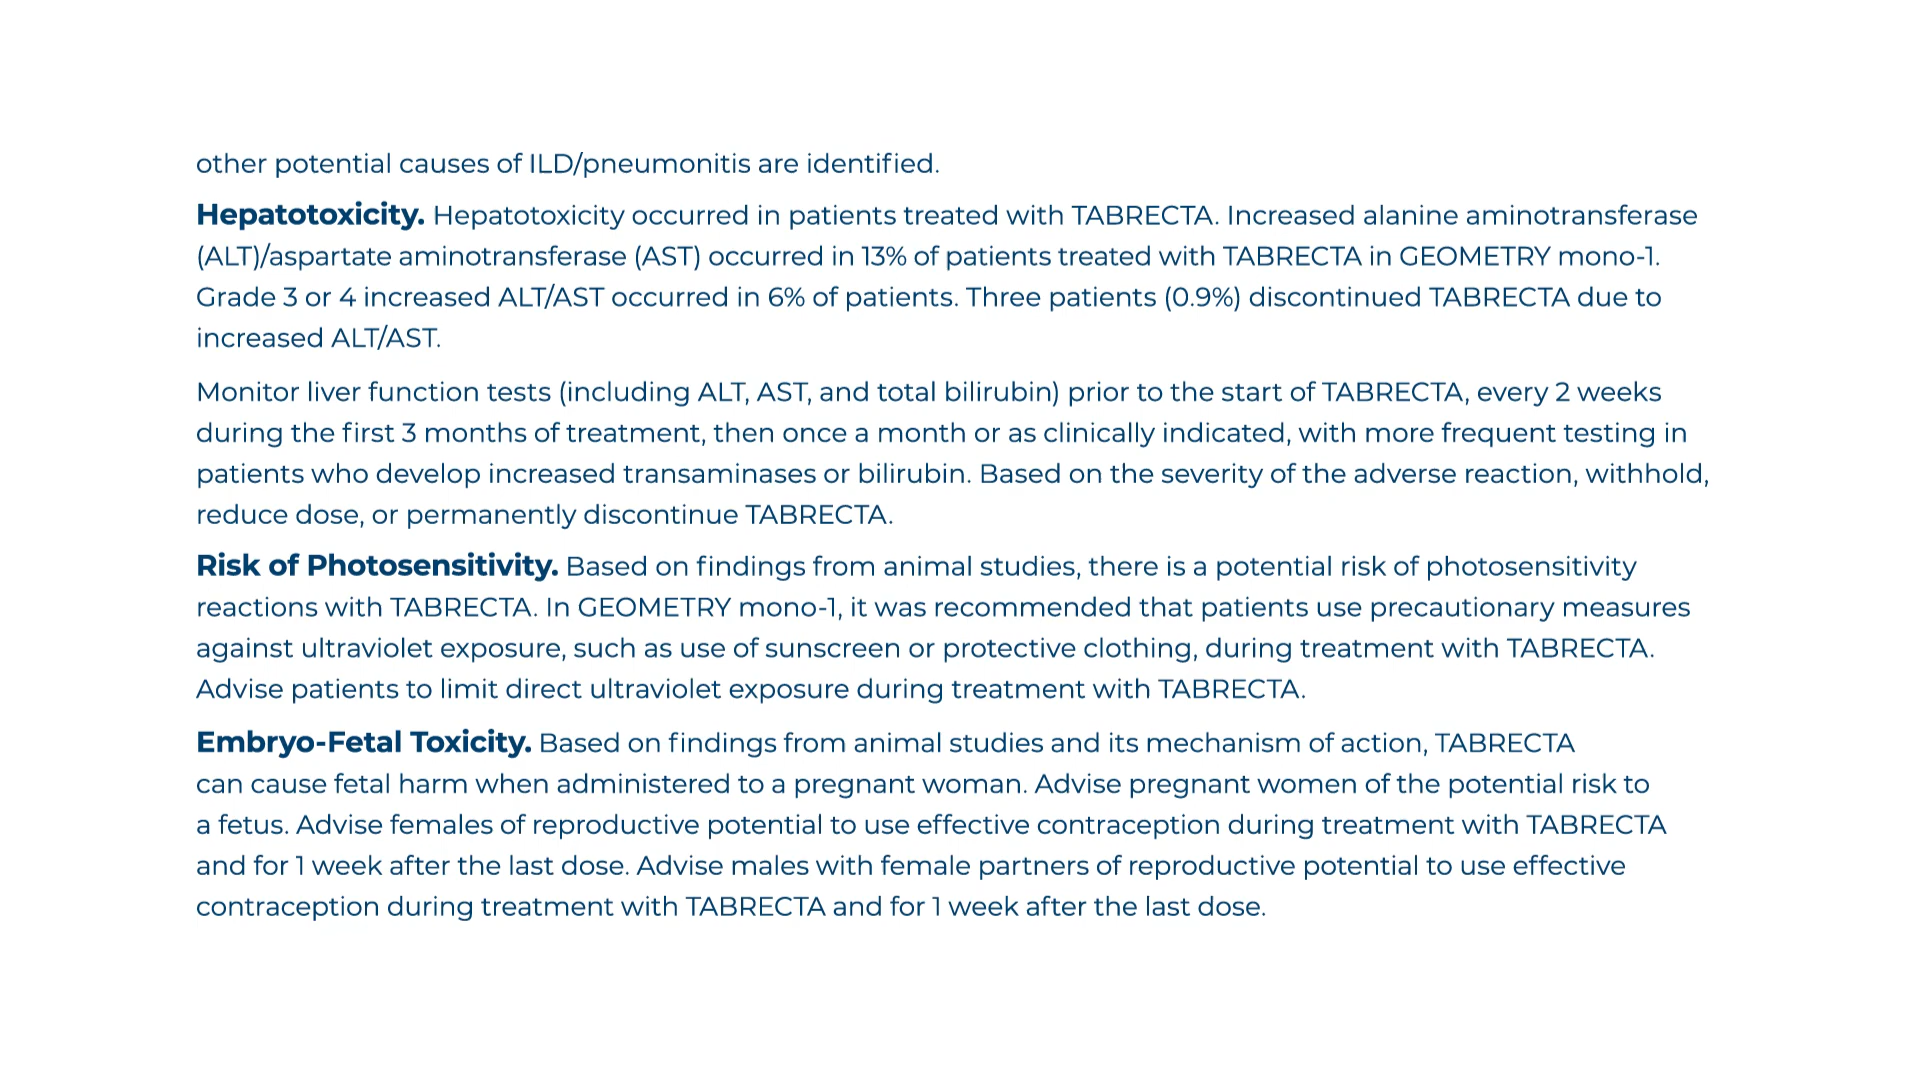 other potential causes of ILD/pneumonitis are identified.
Hepatotoxicity. Hepatotoxicity occurred in patients treated with TABRECTA. Increased alanine aminotransferase
(ALT)/aspartate aminotransferase (AST) occurred in 13% of patients treated with TABRECTA in GEOMETRY mono-1.
Grade 3 or 4 increased ALT/AST occurred in 6% of patients. Three patients (0.9%) discontinued TABRECTA due to
increased ALT/AST.
Monitor liver function tests (including ALT, AST, and total bilirubin) prior to the start of TABRECTA, every 2 weeks
during the first 3 months of treatment, then once a month or as clinically indicated, with more frequent testing in
patients who develop increased transaminases or bilirubin. Based on the severity of the adverse reaction, withhold,
reduce dose, or permanently discontinue TABRECTA.
Risk of Photosensitivity. Based on findings from animal studies, there is a potential risk of photosensitivity
reactions with TABRECTA. In GEOMETRY mono-1, it was recommended that patients use precautionary measures
against ultraviolet exposure, such as use of sunscreen or protective clothing, during treatment with TABRECTA.
Advise patients to limit direct ultraviolet exposure during treatment with TABRECTA.
Embryo-Fetal Toxicity. Based on findings from animal studies and its mechanism of action, TABRECTA
can cause fetal harm when administered to a pregnant woman. Advise pregnant women of the potential risk to
a fetus. Advise females of reproductive potential to use effective contraception during treatment with TABRECTA
and for 1 week after the last dose. Advise males with female partners of reproductive potential to use effective
contraception during treatment with TABRECTA and for 1 week after the last dose.